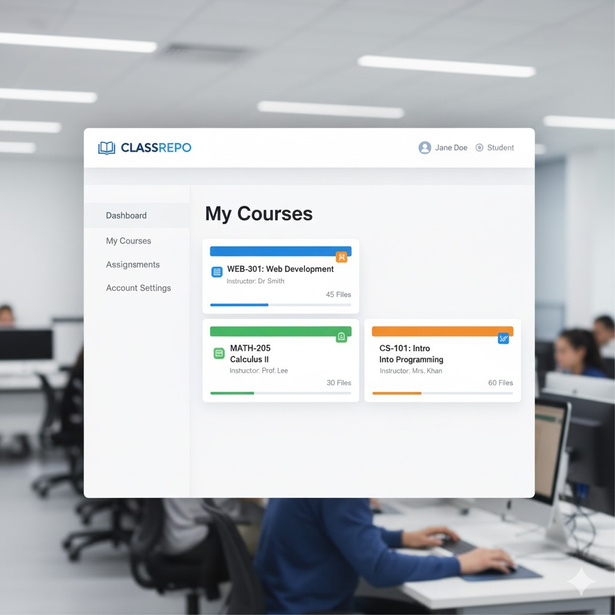 CLASSREPO
Jane Doe
Student
Dashboard
My Courses
Assignsments
Account Settings
My Courses
WEB-301: Web Development
Instructor: Dr Smith
45 Files
MATH-205
Calculus II
Instructor: Prof. Lee
30 Files
CS-101: Intro
Into Programming
Instructor: Mrs. Khan
60 Files